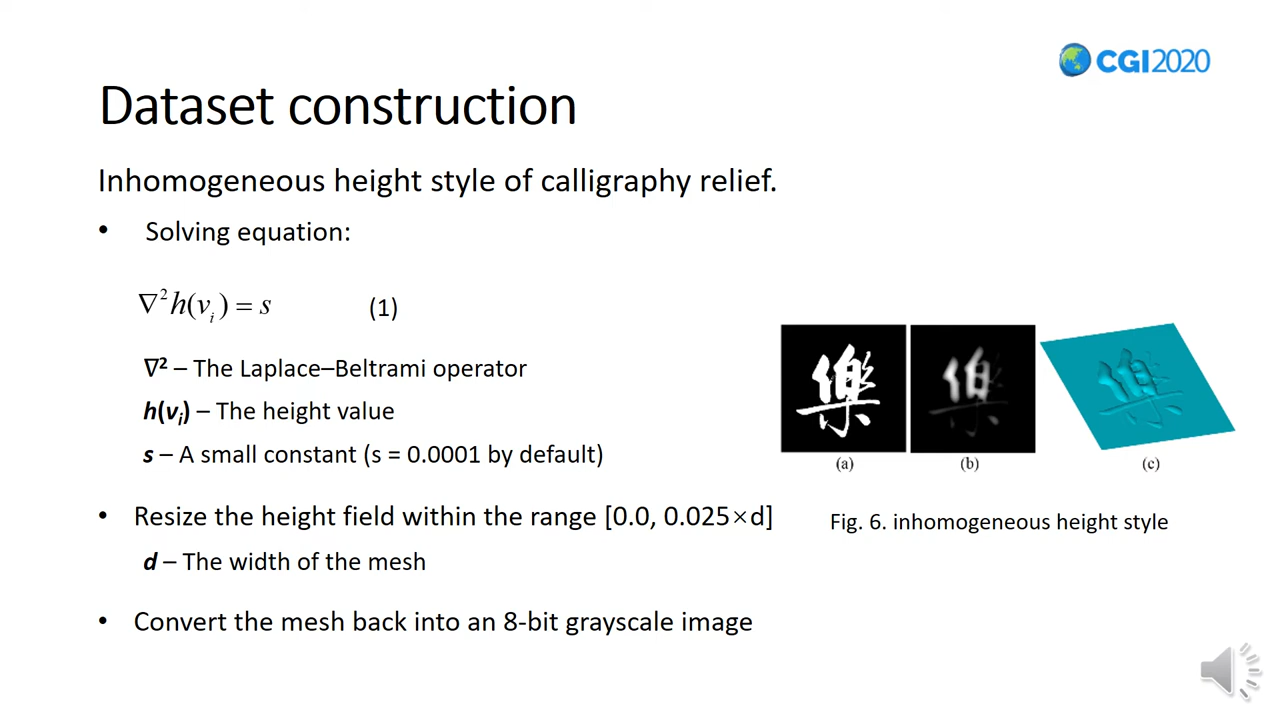 CGI2020
Dataset construction
Inhomogeneous height style of calligraphy relief.
• Solving equation:
∇²h(vᵢ) = s (1)
∇² – The Laplace–Beltrami operator
h(vᵢ) – The height value
s – A small constant (s = 0.0001 by default)
• Resize the height field within the range [0.0, 0.025×d]
d – The width of the mesh
• Convert the mesh back into an 8-bit grayscale image
樂 樂 樂
(a) (b) (c)
Fig. 6. inhomogeneous height style